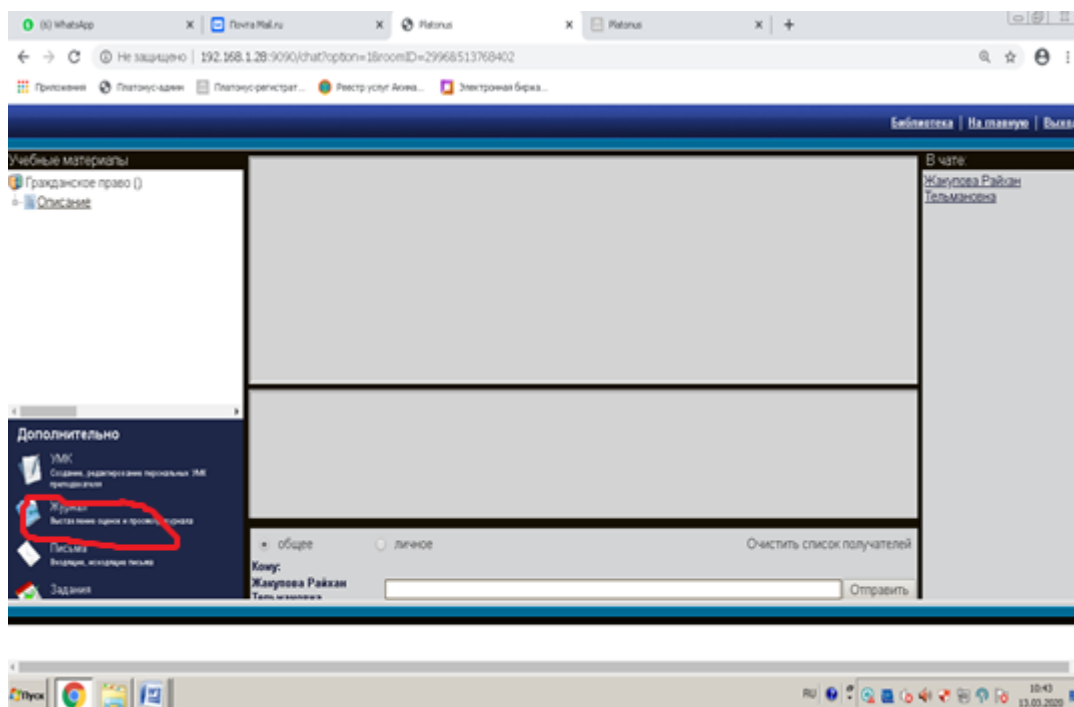 (6) WhatsApp
Почта Mail.ru
Platonus
Platonus
Не защищено | 192.168.1.28:9090/chat?option=1&roomID=29968513768402
Приложения
Платонус-админ
Платонус-регистрат...
Реестр услуг Акима...
Электронная биржа...
Библиотека | На главную |
Учебные материалы
Гражданское право ()
Описание
В чате:
Жакупова Райхан
Тельмановна
Дополнительно
УМК
Создание, редактирование персональных УМК
преподавателя
Журнал
Выставление оценок и просмотр журнала
Письма
Входящие, исходящие письма
Задания
общее
личное
Очистить список получателей
Кому:
Жакупова Райхан
Тельмановна
Отправить
Пуск
RU
10:43
13.03.2020